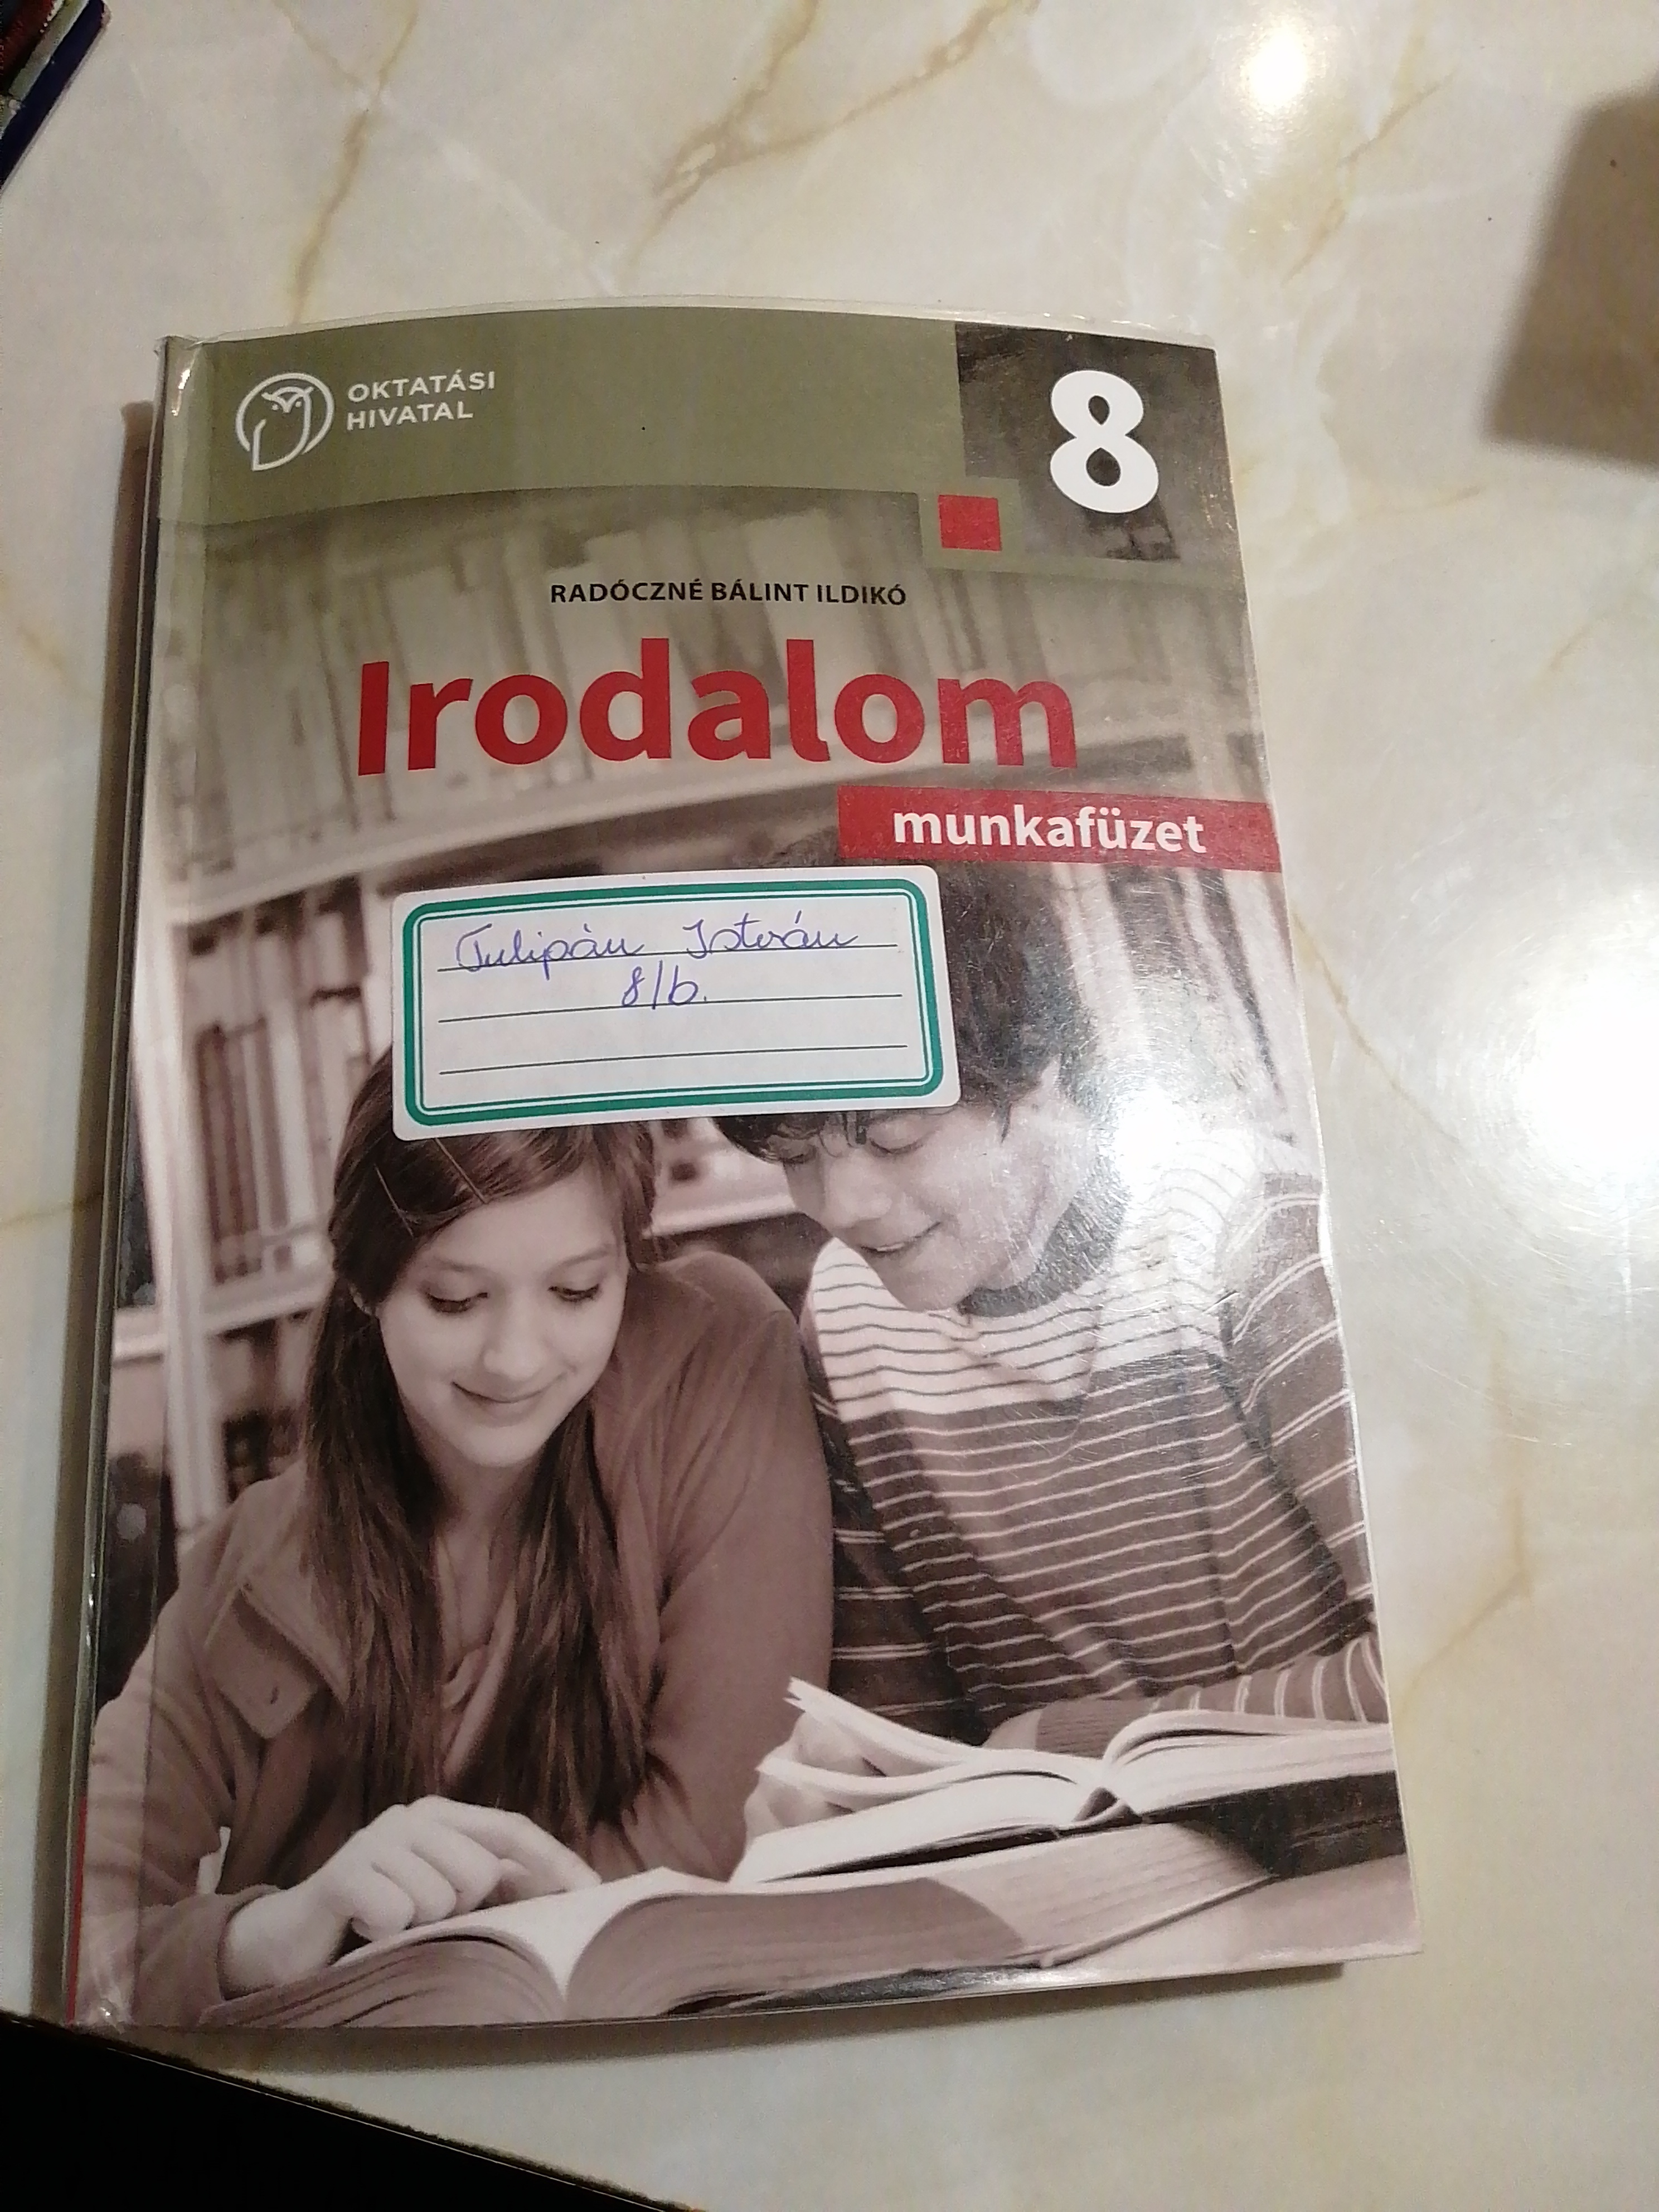 OKTATÁSI
HIVATAL
8
RADÓCZNÉ BÁLINT ILDIKÓ
Irodalom
munkafüzet
Tulipán István
8/b.